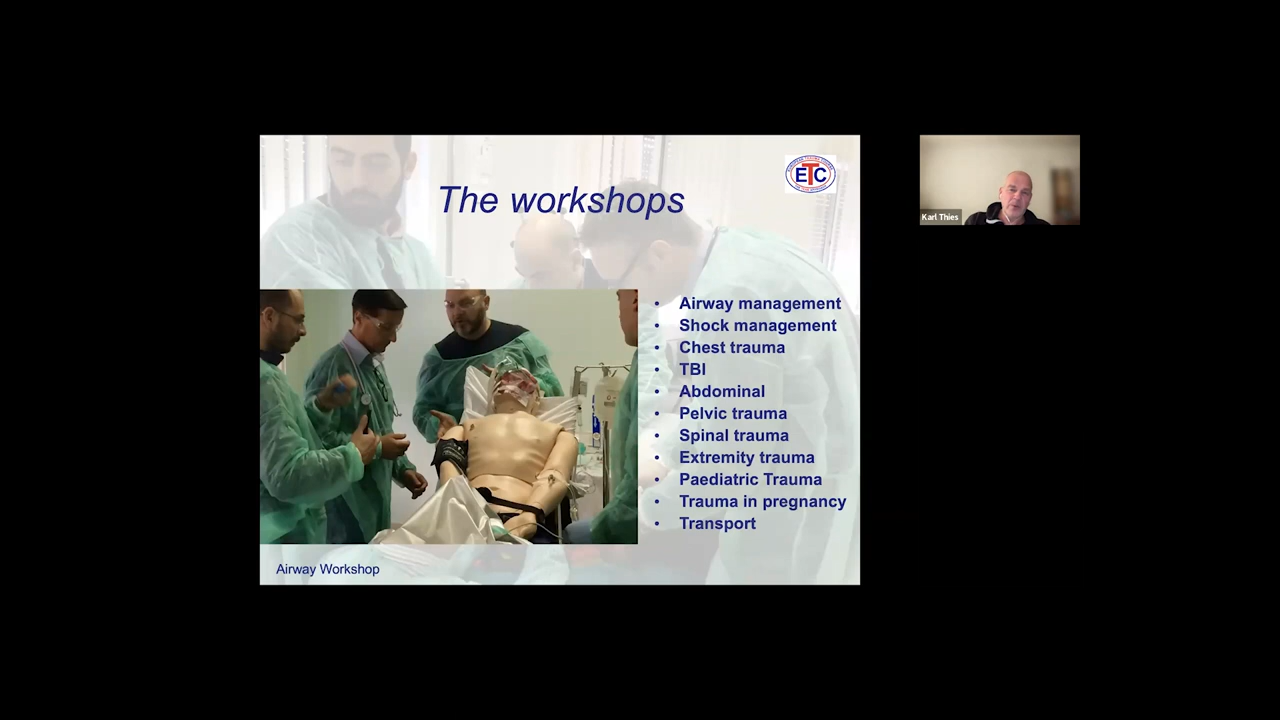 The workshops
ETC
• Airway management
• Shock management
• Chest trauma
• TBI
• Abdominal
• Pelvic trauma
• Spinal trauma
• Extremity trauma
• Paediatric Trauma
• Trauma in pregnancy
• Transport
Airway Workshop
Karl Thies